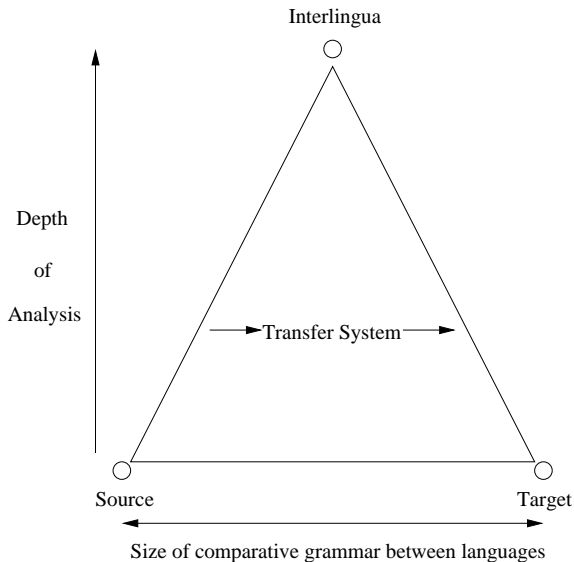 Interlingua
Depth
of
Analysis
Transfer System
Source
Target
Size of comparative grammar between languages